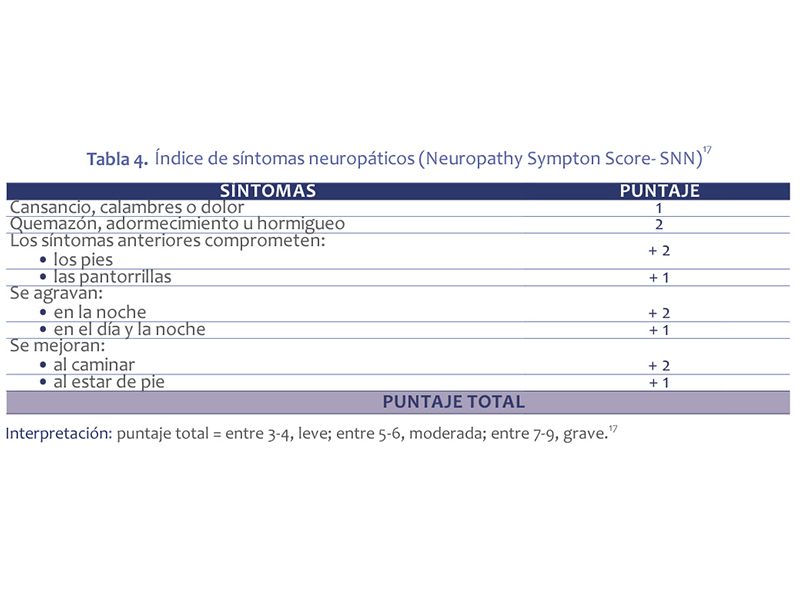 Tabla 4. Índice de síntomas neuropáticos (Neuropathy Sympton Score- SNN)17
SÍNTOMAS PUNTAJE
Cansancio, calambres o dolor 1
Quemazón, adormecimiento u hormigueo 2
Los síntomas anteriores comprometen:
• los pies + 2
• las pantorrillas + 1
Se agravan:
• en la noche + 2
• en el día y la noche + 1
Se mejoran:
• al caminar + 2
• al estar de pie + 1
PUNTAJE TOTAL
Interpretación: puntaje total = entre 3-4, leve; entre 5-6, moderada; entre 7-9, grave.17